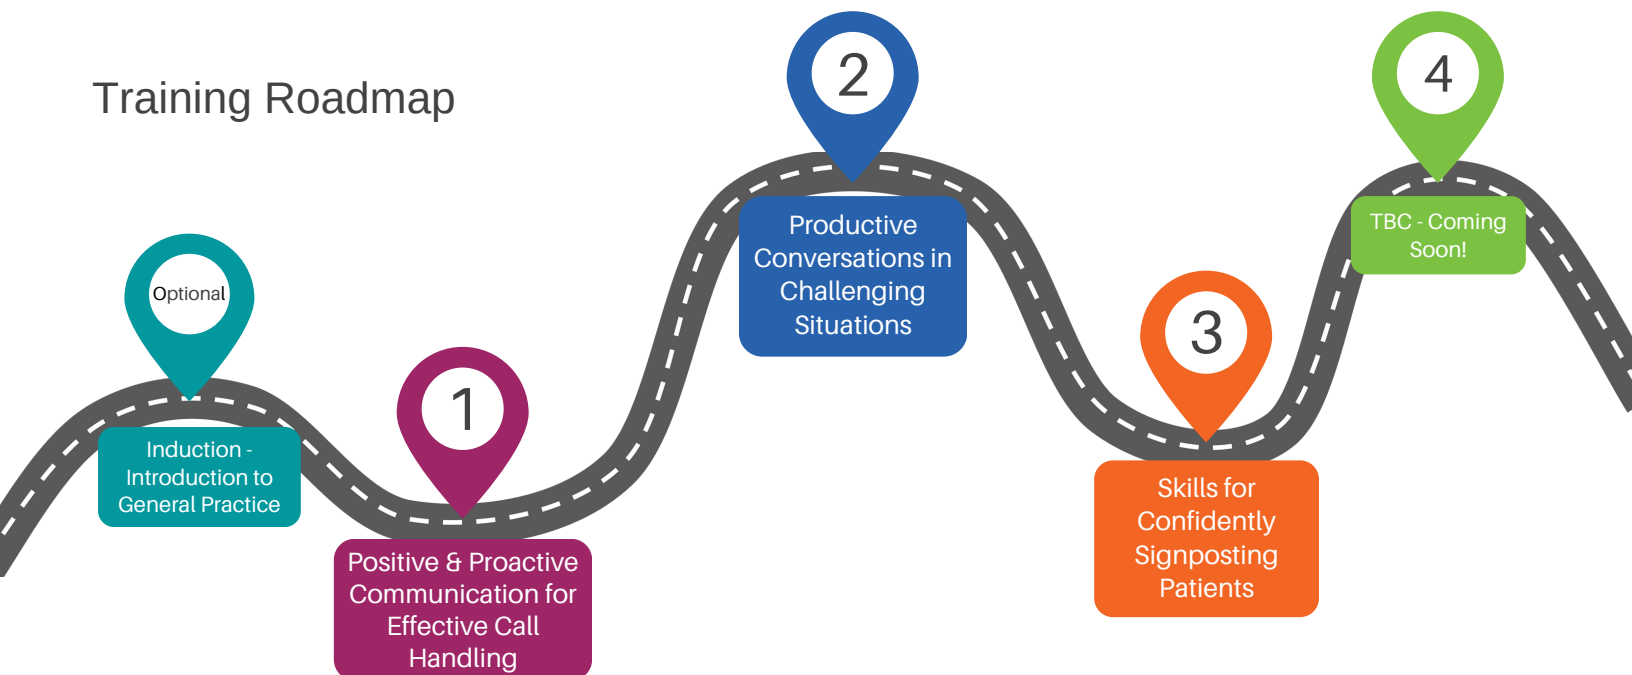 Training Roadmap
Optional
Induction -
Introduction to
General Practice
1
Positive & Proactive
Communication for
Effective Call
Handling
2
Productive
Conversations in
Challenging
Situations
3
Skills for
Confidently
Signposting
Patients
4
TBC - Coming
Soon!